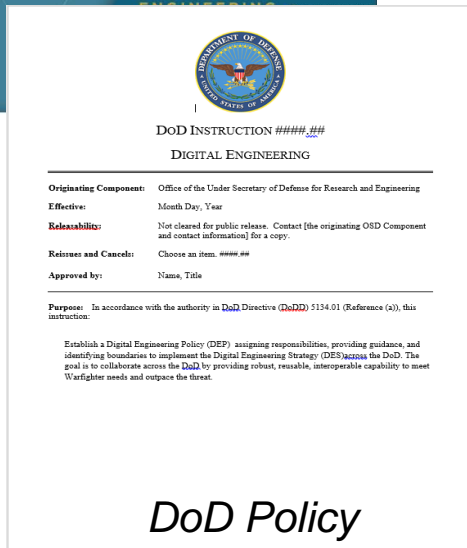 ENGINEERING
DEPARTMENT OF DEFENSE
UNITED STATES OF AMERICA
DOD INSTRUCTION ####.##
DIGITAL ENGINEERING
Originating Component: Office of the Under Secretary of Defense for Research and Engineering
Effective: Month Day, Year
Releasability: Not cleared for public release. Contact [the originating OSD Component
and contact information] for a copy.
Reissues and Cancels: Choose an item. ####.##
Approved by: Name, Title
Purpose: In accordance with the authority in DoD Directive (DoDD) 5134.01 (Reference (a)), this
instruction:
Establish a Digital Engineering Policy (DEP) assigning responsibilities, providing guidance, and
identifying boundaries to implement the Digital Engineering Strategy (DES)across the DoD. The
goal is to collaborate across the DoD by providing robust, reusable, interoperable capability to meet
Warfighter needs and outpace the threat.
DoD Policy